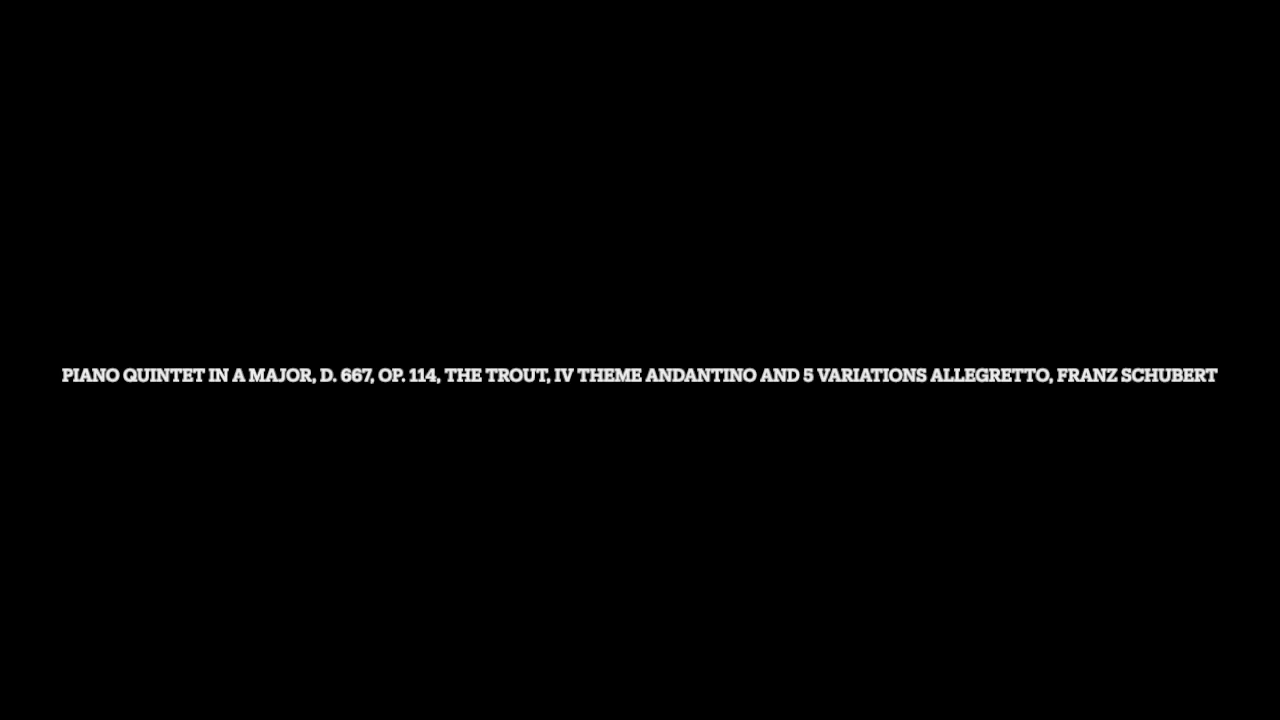 PIANO QUINTET IN A MAJOR, D. 667, OP. 114, THE TROUT, IV THEME ANDANTINO AND 5 VARIATIONS ALLEGRETTO, FRANZ SCHUBERT